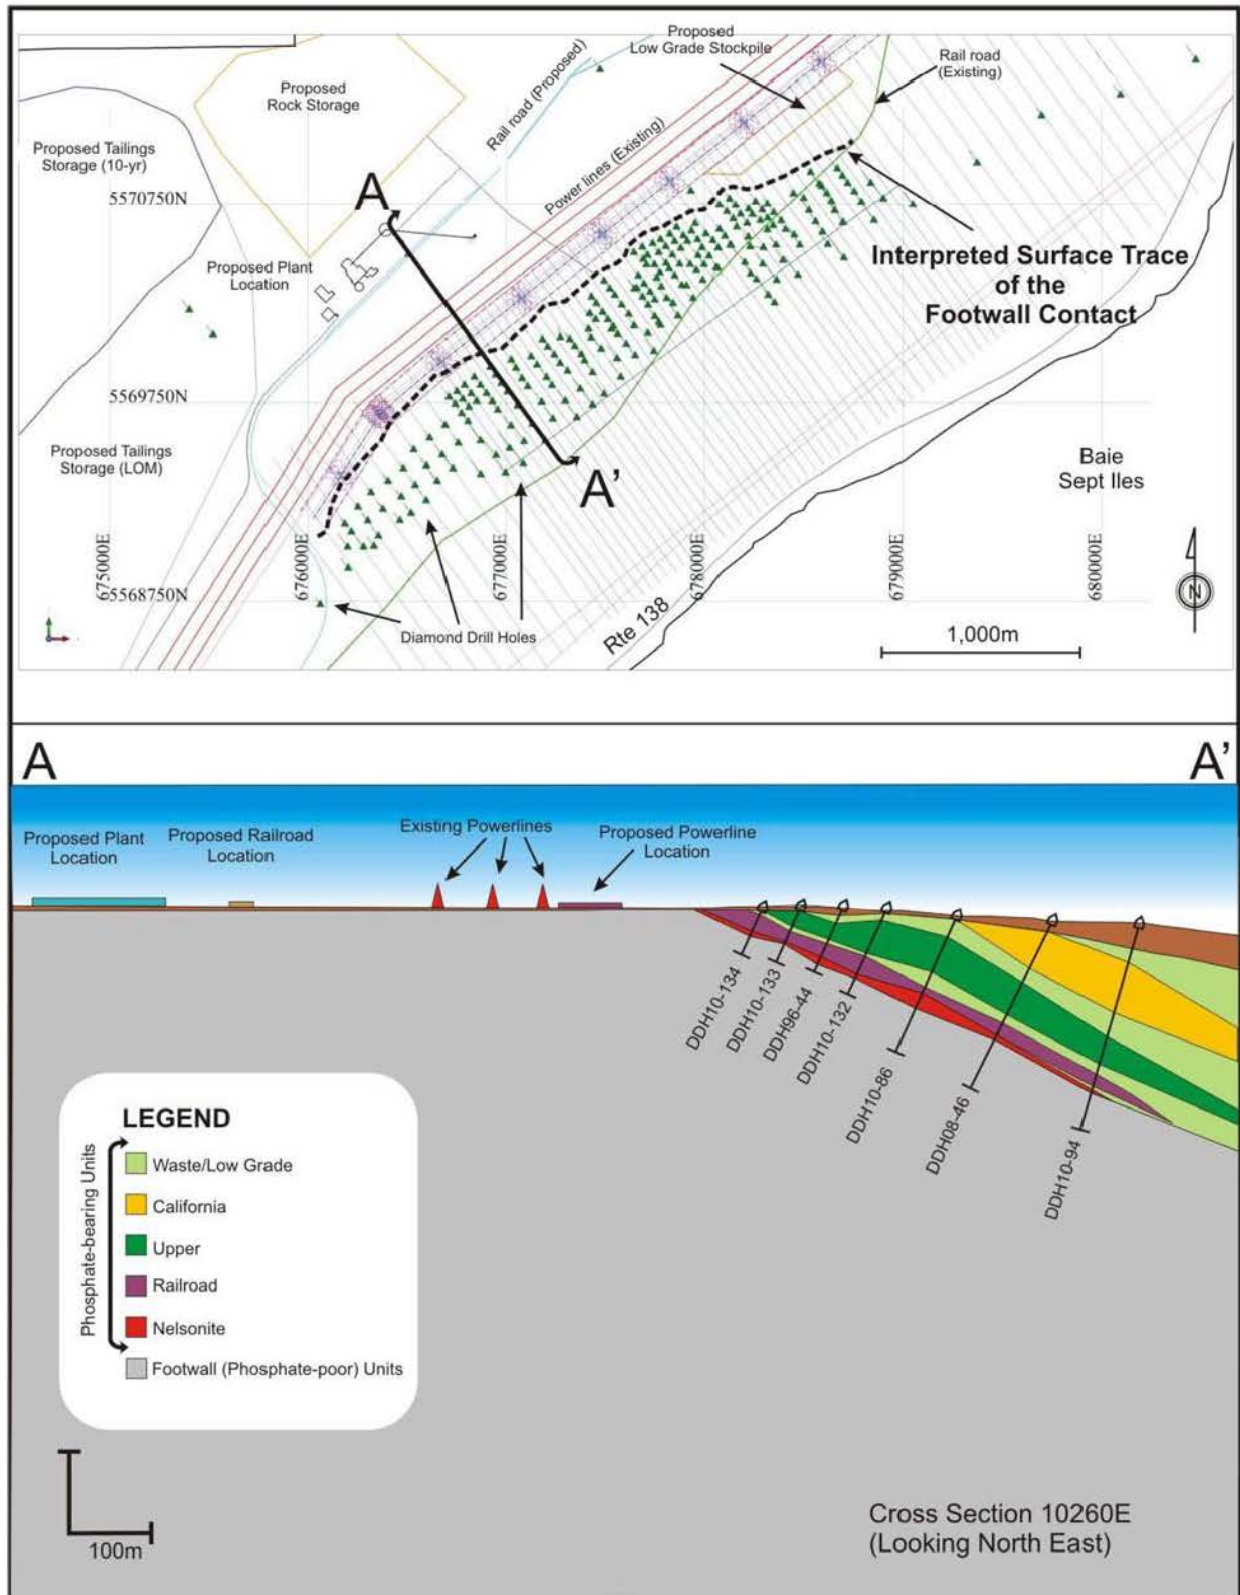 Proposed
Low Grade Stockpile
Rail road
(Existing)
Proposed
Rock Storage
Rail road (Proposed)
Power lines (Existing)
Proposed Tailings
Storage (10-yr)
5570750N
A
Interpreted Surface Trace
of the
Footwall Contact
Proposed Plant
Location
5569750N
Proposed Tailings
Storage (LOM)
A'
Baie
Sept Iles
675000E
676000E
677000E
678000E
679000E
680000E
5568750N
N
Diamond Drill Holes
Rte 138
1,000m
A
A'
Proposed Plant
Location
Proposed Railroad
Location
Existing Powerlines
Proposed Powerline
Location
DDH10-134
DDH10-133
DDH96-44
DDH10-132
DDH10-86
DDH08-46
DDH10-94
LEGEND
Phosphate-bearing Units
Waste/Low Grade
California
Upper
Railroad
Nelsonite
Footwall (Phosphate-poor) Units
100m
Cross Section 10260E
(Looking North East)